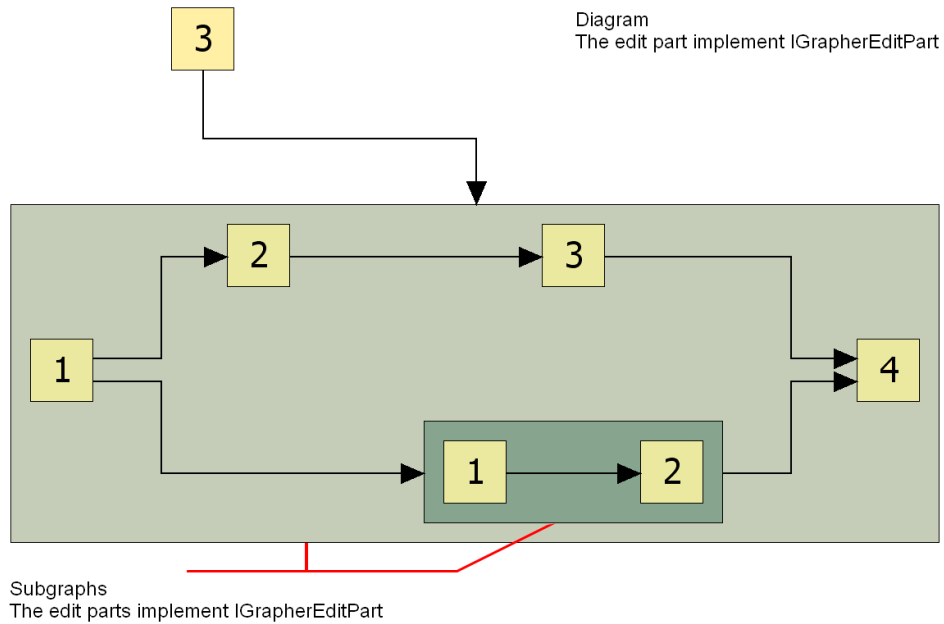 3
Diagram
The edit part implement IGrapherEditPart
2
3
1
4
1
2
Subgraphs
The edit parts implement IGrapherEditPart